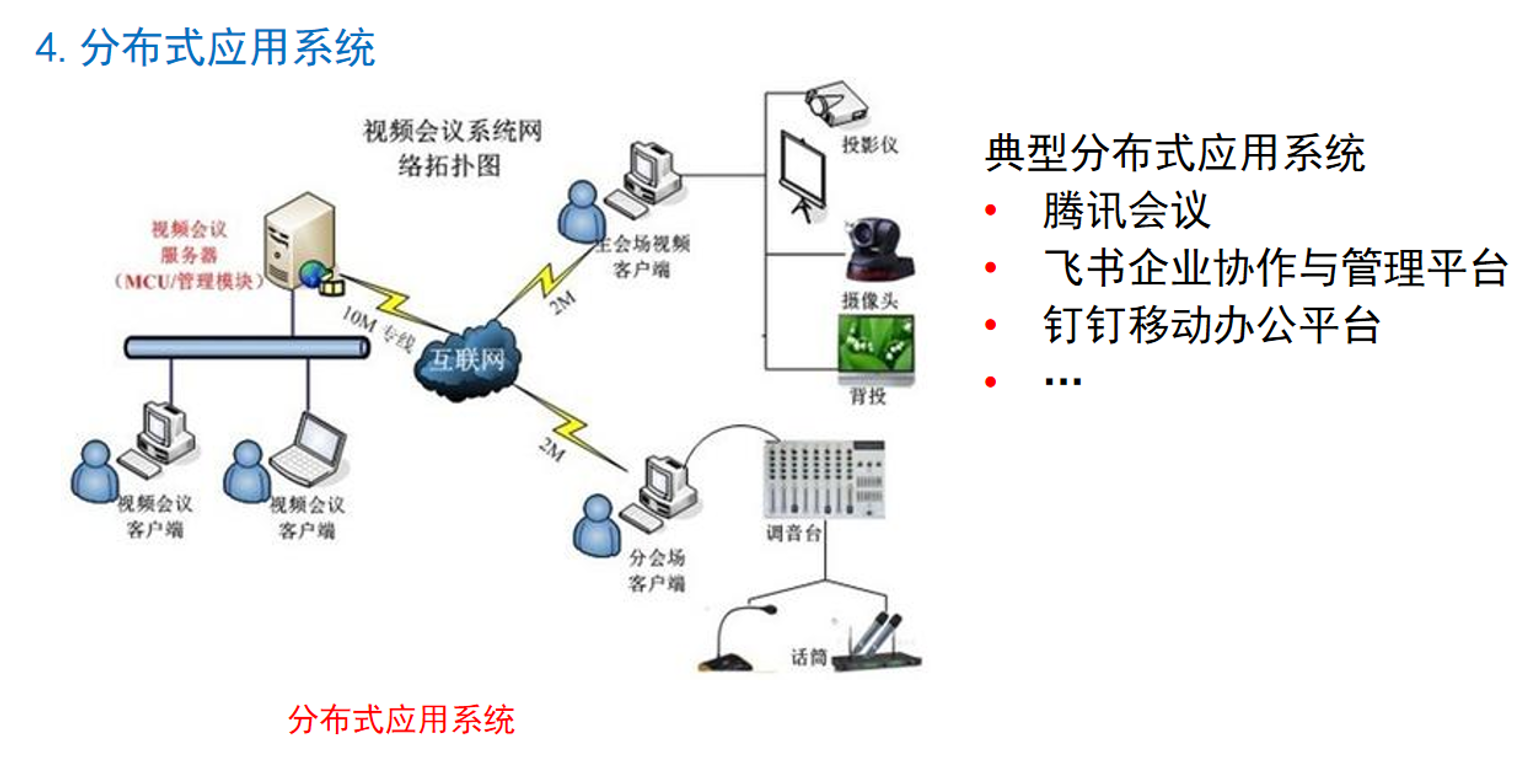 4. 分布式应用系统
视频会议系统网
络拓扑图
视频会议
服务器
（MCU/管理模块）
10M 专线
互联网
2M
2M
主会场视频
客户端
投影仪
摄像头
背投
视频会议
客户端
视频会议
客户端
分会场
客户端
调音台
话筒
分布式应用系统
典型分布式应用系统
• 腾讯会议
• 飞书企业协作与管理平台
• 钉钉移动办公平台
• ...